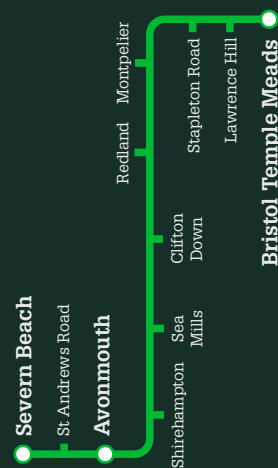 Severn Beach
St Andrews Road
Avonmouth
Shirehampton
Sea
Mills
Clifton
Down
Redland
Montpelier
Stapleton Road
Lawrence Hill
Bristol Temple Meads